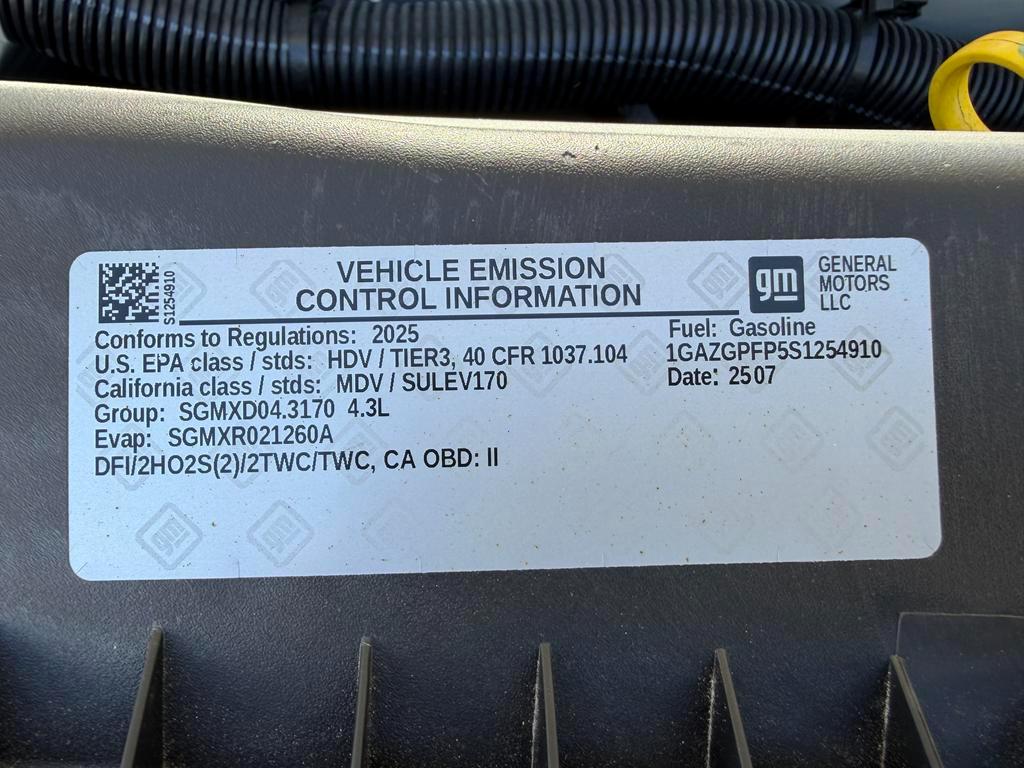 S1254910
VEHICLE EMISSION
CONTROL INFORMATION
gm
GENERAL
MOTORS
LLC
Conforms to Regulations: 2025
U.S. EPA class / stds: HDV / TIER3, 40 CFR 1037.104
California class / stds: MDV / SULEV170
Group: SGMXD04.3170 4.3L
Evap: SGMXR021260A
DFI/2HO2S(2)/2TWC/TWC, CA OBD: II
Fuel: Gasoline
1GAZGPFP5S1254910
Date: 2507